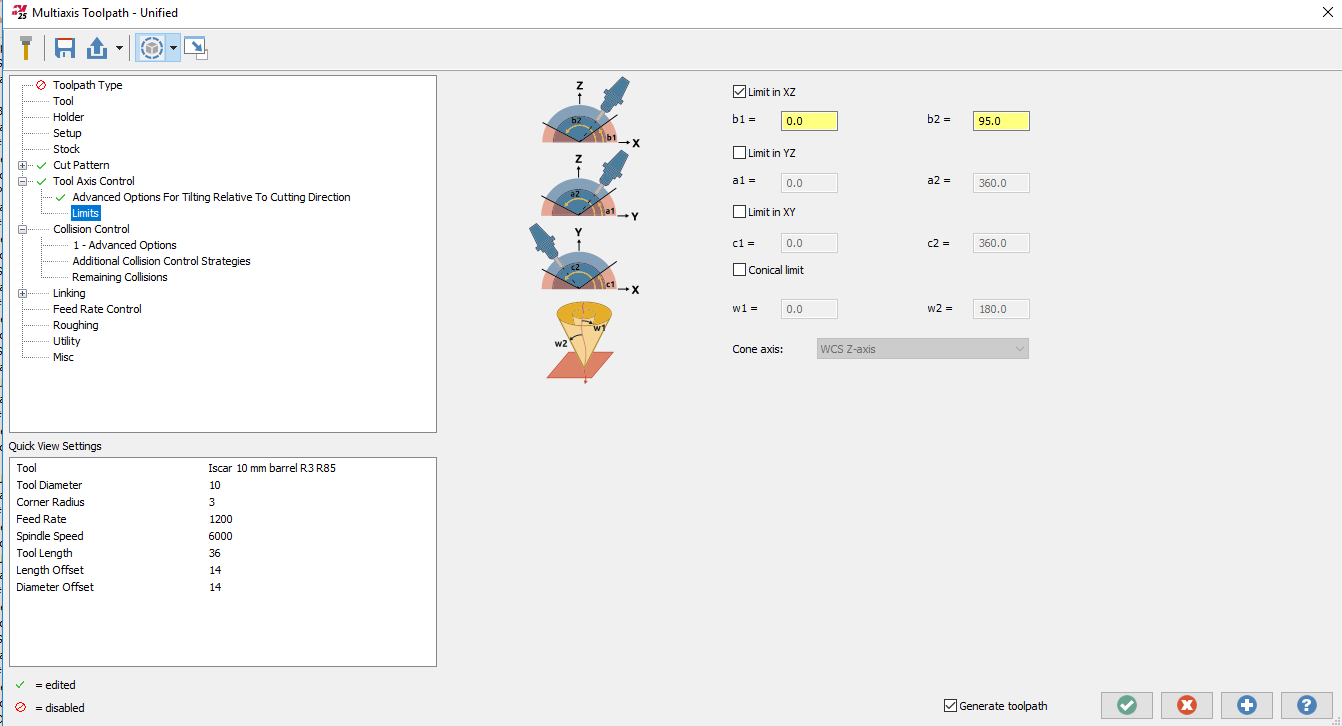 25 Multiaxis Toolpath - Unified
Toolpath Type
Tool
Holder
Setup
Stock
Cut Pattern
Tool Axis Control
Advanced Options For Tilting Relative To Cutting Direction
Limits
Collision Control
1 - Advanced Options
Additional Collision Control Strategies
Remaining Collisions
Linking
Feed Rate Control
Roughing
Utility
Misc
Quick View Settings
Tool Iscar 10 mm barrel R3 R85
Tool Diameter 10
Corner Radius 3
Feed Rate 1200
Spindle Speed 6000
Tool Length 36
Length Offset 14
Diameter Offset 14
= edited
= disabled
Z
b2
b1
X
Z
a2
a1
Y
Y
c2
c1
X
w1
w2
Limit in XZ
b1 = 0.0 b2 = 95.0
Limit in YZ
a1 = 0.0 a2 = 360.0
Limit in XY
c1 = 0.0 c2 = 360.0
Conical limit
w1 = 0.0 w2 = 180.0
Cone axis: WCS Z-axis
Generate toolpath
?